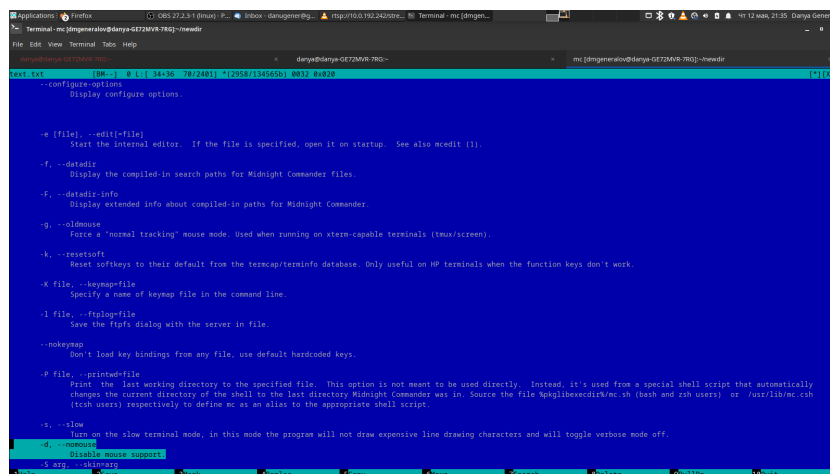 Applications : Firefox OBS 27.2.3-1 (linux) - P... Inbox - danugener@g... rtsp://10.0.192.242/stre... Terminal - mc [dmgen... чт 12 мая, 21:35 Danya Gener
Terminal - mc [dmgeneralov@danya-GE72MVR-7RG]:~/newdir
File Edit View Terminal Tabs Help
danya@danya-GE72MVR-7RG:~ × danya@danya-GE72MVR-7RG:~ × mc [dmgeneralov@danya-GE72MVR-7RG]:~/newdir
text.txt [BM--] 0 L:[ 34+36 70/2401] *(2958/134565b) 0032 0x020 [*][X
--configure-options
Display configure options.
-e [file], --edit[=file]
Start the internal editor. If the file is specified, open it on startup. See also mcedit (1).
-f, --datadir
Display the compiled-in search paths for Midnight Commander files.
-F, --datadir-info
Display extended info about compiled-in paths for Midnight Commander.
-g, --oldmouse
Force a "normal tracking" mouse mode. Used when running on xterm-capable terminals (tmux/screen).
-k, --resetsoft
Reset softkeys to their default from the termcap/terminfo database. Only useful on HP terminals when the function keys don't work.
-K file, --keymap=file
Specify a name of keymap file in the command line.
-l file, --ftplog=file
Save the ftpfs dialog with the server in file.
--nokeymap
Don't load key bindings from any file, use default hardcoded keys.
-P file, --printwd=file
Print the last working directory to the specified file. This option is not meant to be used directly. Instead, it's used from a special shell script that automatically
changes the current directory of the shell to the last directory Midnight Commander was in. Source the file %pkglibexecdir%/mc.sh (bash and zsh users) or /usr/lib/mc.csh
(tcsh users) respectively to define mc as an alias to the appropriate shell script.
-s, --slow
Turn on the slow terminal mode, in this mode the program will not draw expensive line drawing characters and will toggle verbose mode off.
-d, --nomouse
Disable mouse support.
-S arg, --skin=arg